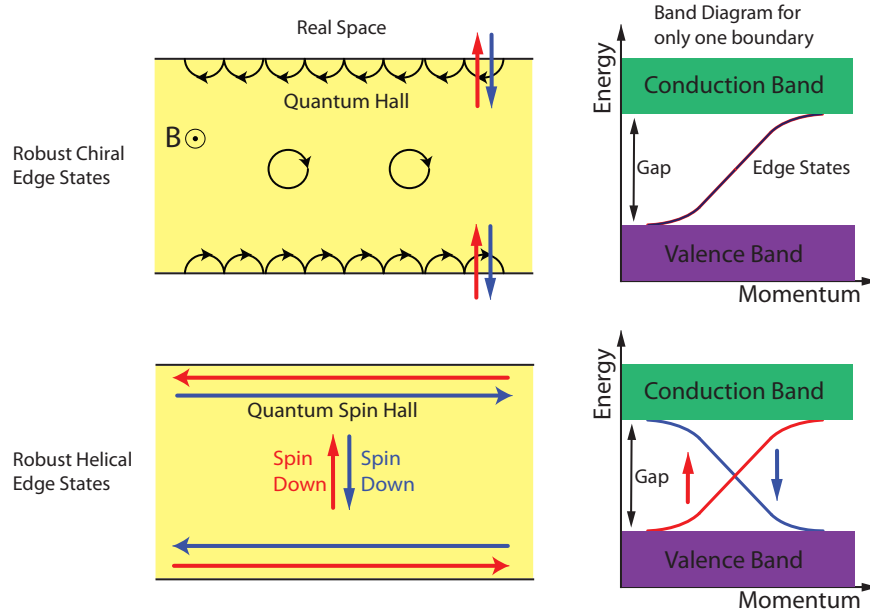 Real Space
Band Diagram for
only one boundary
Quantum Hall
B
Robust Chiral
Edge States
Energy
Conduction Band
Gap
Edge States
Valence Band
Momentum
Quantum Spin Hall
Spin
Down
Spin
Down
Robust Helical
Edge States
Energy
Conduction Band
Gap
Valence Band
Momentum